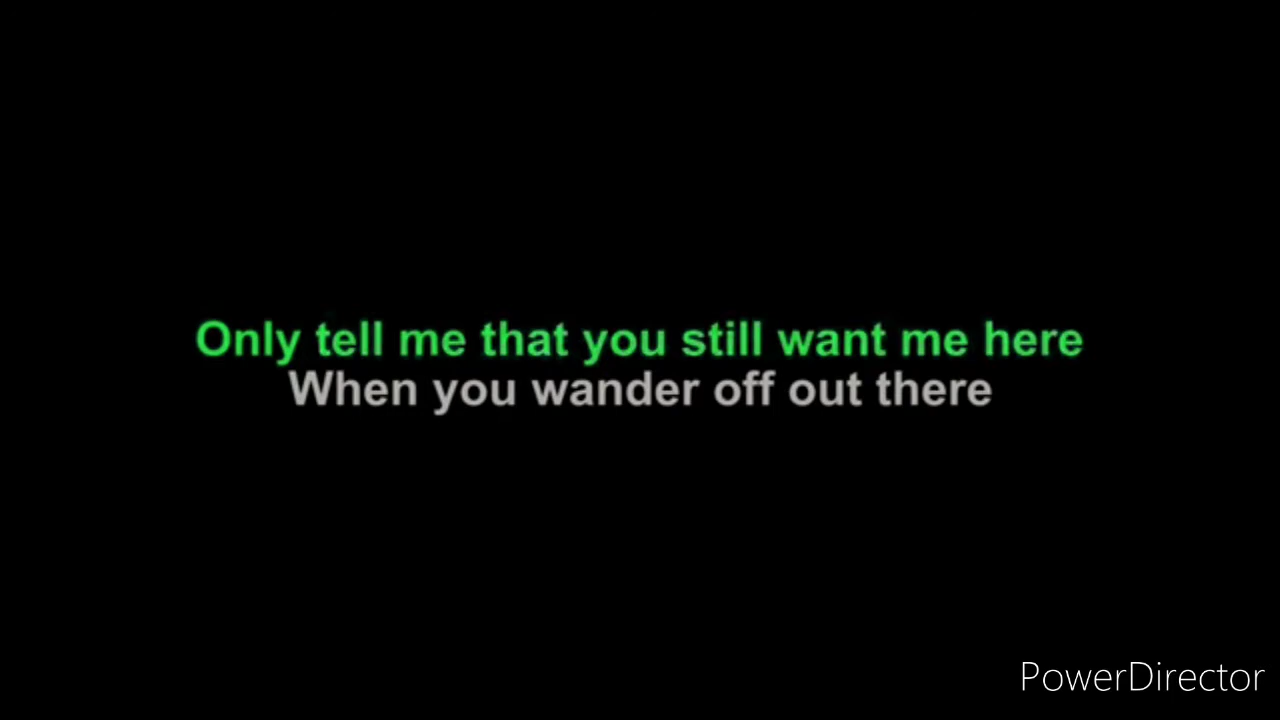 Only tell me that you still want me here
When you wander off out there
PowerDirector